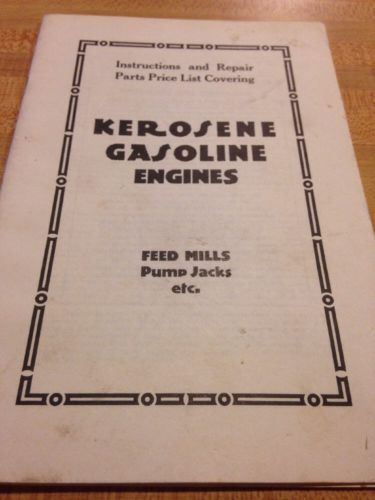 Instructions and Repair
Parts Price List Covering
KEROSENE
GASOLINE
ENGINES
FEED MILLS
Pump Jacks
etc.